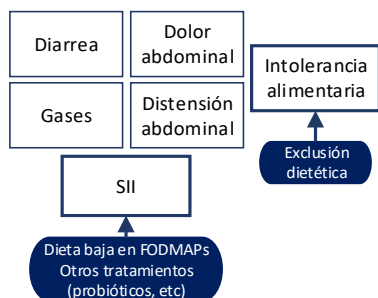 Diarrea
Dolor
abdominal
Gases
Distensión
abdominal
Intolerancia
alimentaria
Exclusión
dietética
SII
Dieta baja en FODMAPs
Otros tratamientos
(probióticos, etc)